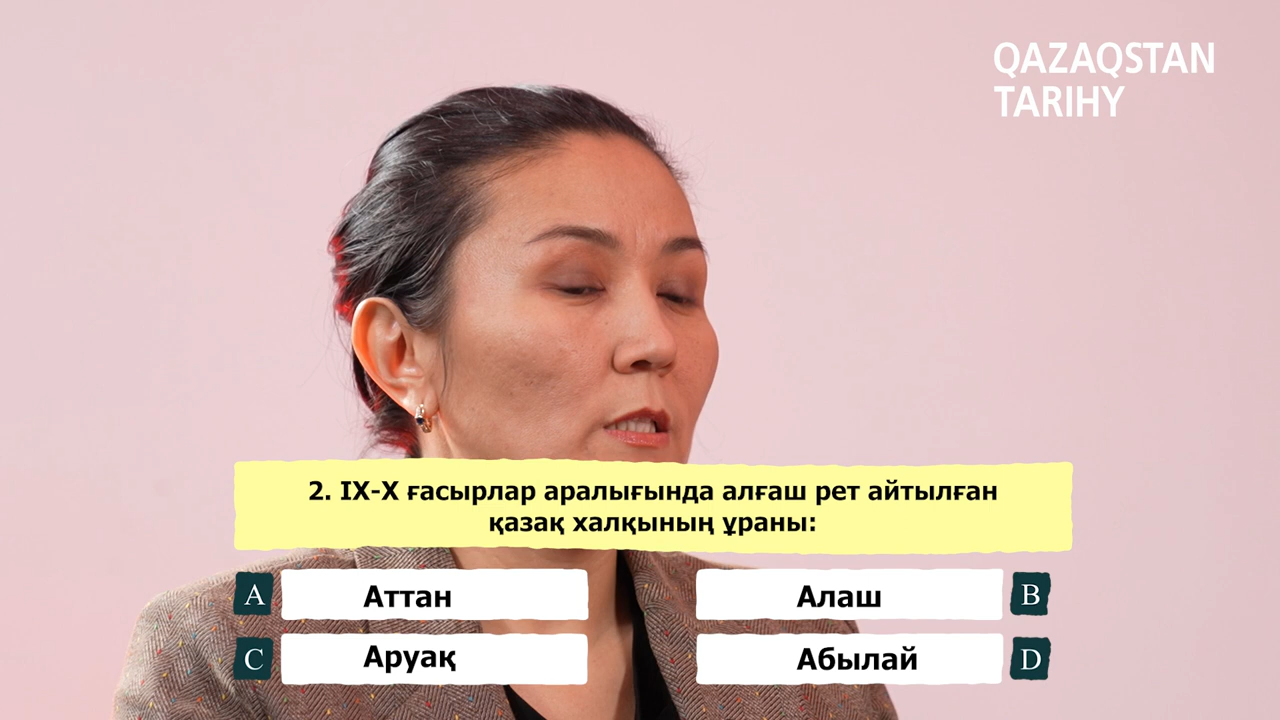 QAZAQSTAN
TARIHY
2. IX-X ғасырлар аралығында алғаш рет айтылған
қазақ халқының ұраны:
A Аттан
Алаш B
C Аруақ
Абылай D